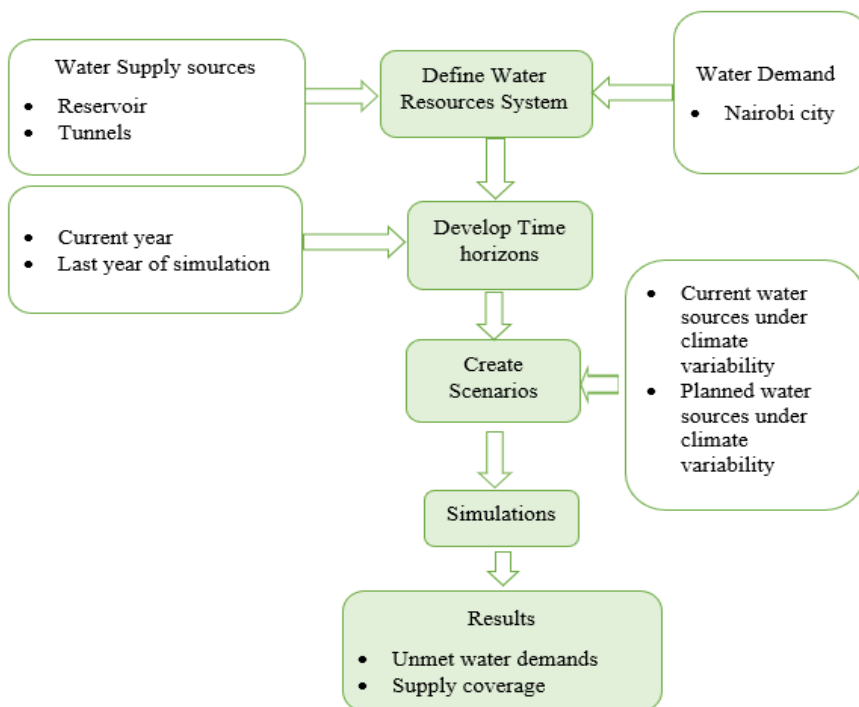 Water Supply sources
• Reservoir
• Tunnels
Define Water
Resources System
Water Demand
• Nairobi city
• Current year
• Last year of simulation
Develop Time
horizons
Create
Scenarios
• Current water
sources under
climate
variability
• Planned water
sources under
climate
variability
Simulations
Results
• Unmet water demands
• Supply coverage